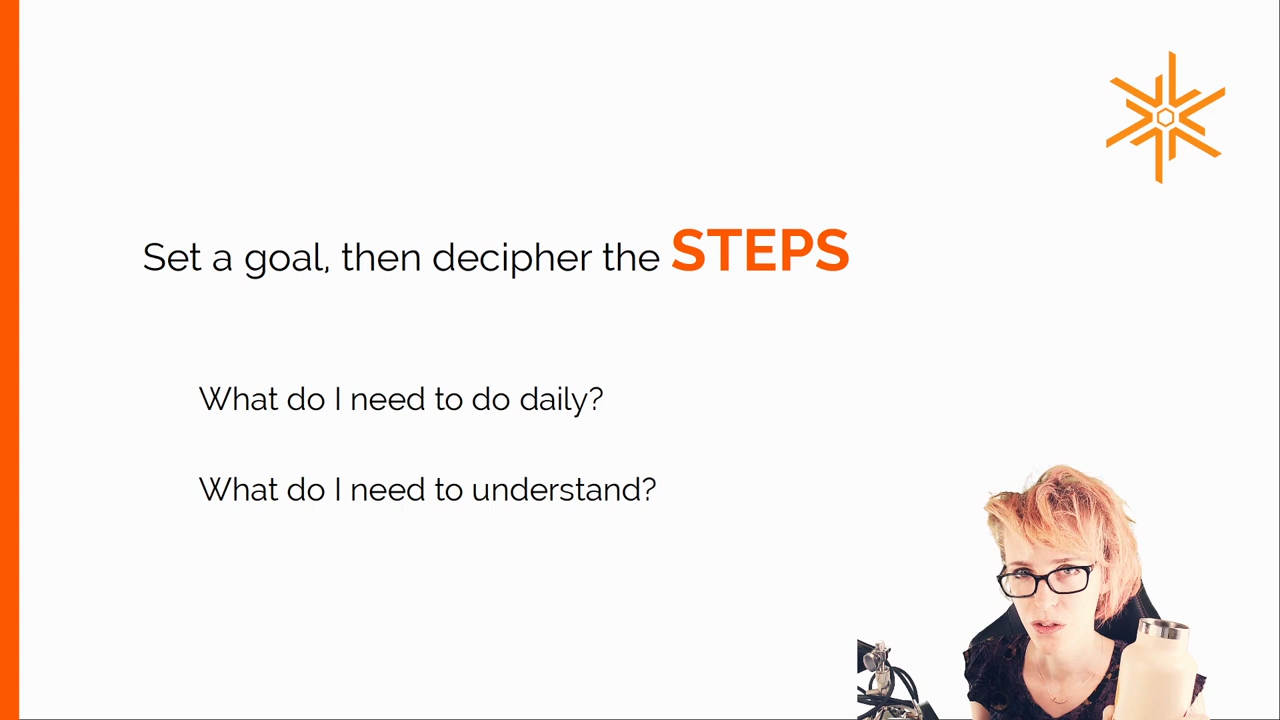 Set a goal, then decipher the STEPS
What do I need to do daily?
What do I need to understand?